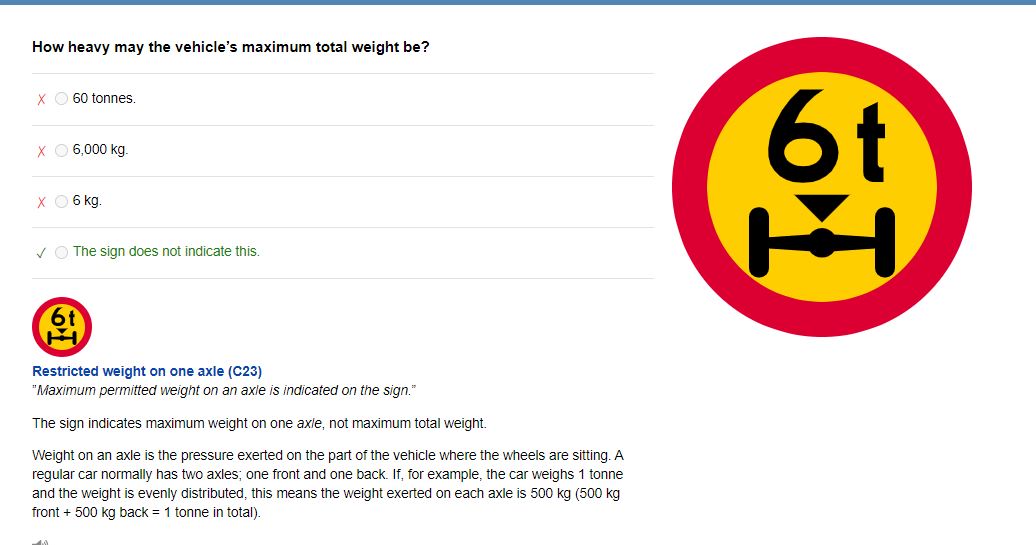 How heavy may the vehicle’s maximum total weight be?
6t
✗ 60 tonnes.
✗ 6,000 kg.
✗ 6 kg.
✓ The sign does not indicate this.
6t
Restricted weight on one axle (C23)
”Maximum permitted weight on an axle is indicated on the sign.”
The sign indicates maximum weight on one axle, not maximum total weight.
Weight on an axle is the pressure exerted on the part of the vehicle where the wheels are sitting. A
regular car normally has two axles; one front and one back. If, for example, the car weighs 1 tonne
and the weight is evenly distributed, this means the weight exerted on each axle is 500 kg (500 kg
front + 500 kg back = 1 tonne in total).